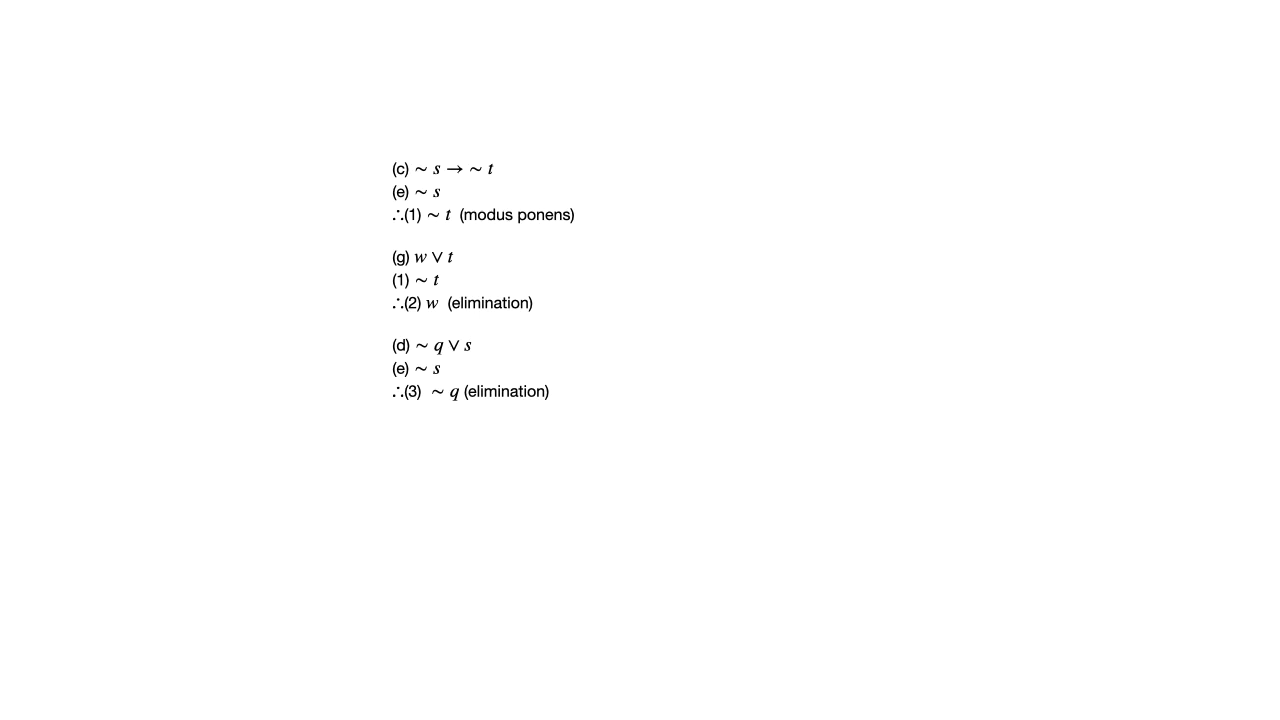 (c) ~ s → ~ t
(e) ~ s
∴(1) ~ t (modus ponens)
(g) w ∨ t
(1) ~ t
∴(2) w (elimination)
(d) ~ q ∨ s
(e) ~ s
∴(3) ~ q (elimination)